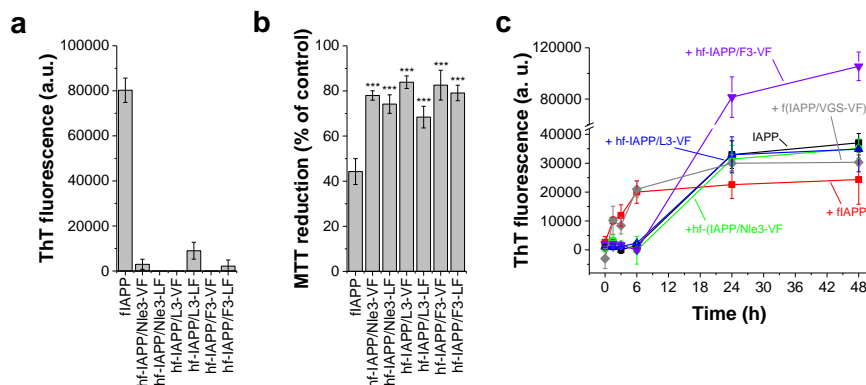 a
ThT fluorescence (a.u.)
100000
80000
60000
40000
20000
0
fIAPP
hf-IAPP/Nle3-VF
hf-IAPP/Nle3-LF
hf-IAPP/L3-VF
hf-IAPP/L3-LF
hf-IAPP/F3-VF
hf-IAPP/F3-LF
b
MTT reduction (% of control)
100
90
80
70
60
50
40
30
20
10
0
***
***
***
***
***
***
fIAPP
hf-IAPP/Nle3-VF
hf-IAPP/Nle3-LF
hf-IAPP/L3-VF
hf-IAPP/L3-LF
hf-IAPP/F3-VF
hf-IAPP/F3-LF
c
ThT fluorescence (a. u.)
120000
80000
40000
30000
20000
10000
0
+ hf-IAPP/F3-VF
+ f(IAPP/VGS-VF)
IAPP
+ hf-IAPP/L3-VF
+ fIAPP
+hf-(IAPP/Nle3-VF
0 6 12 24 36 48
Time (h)